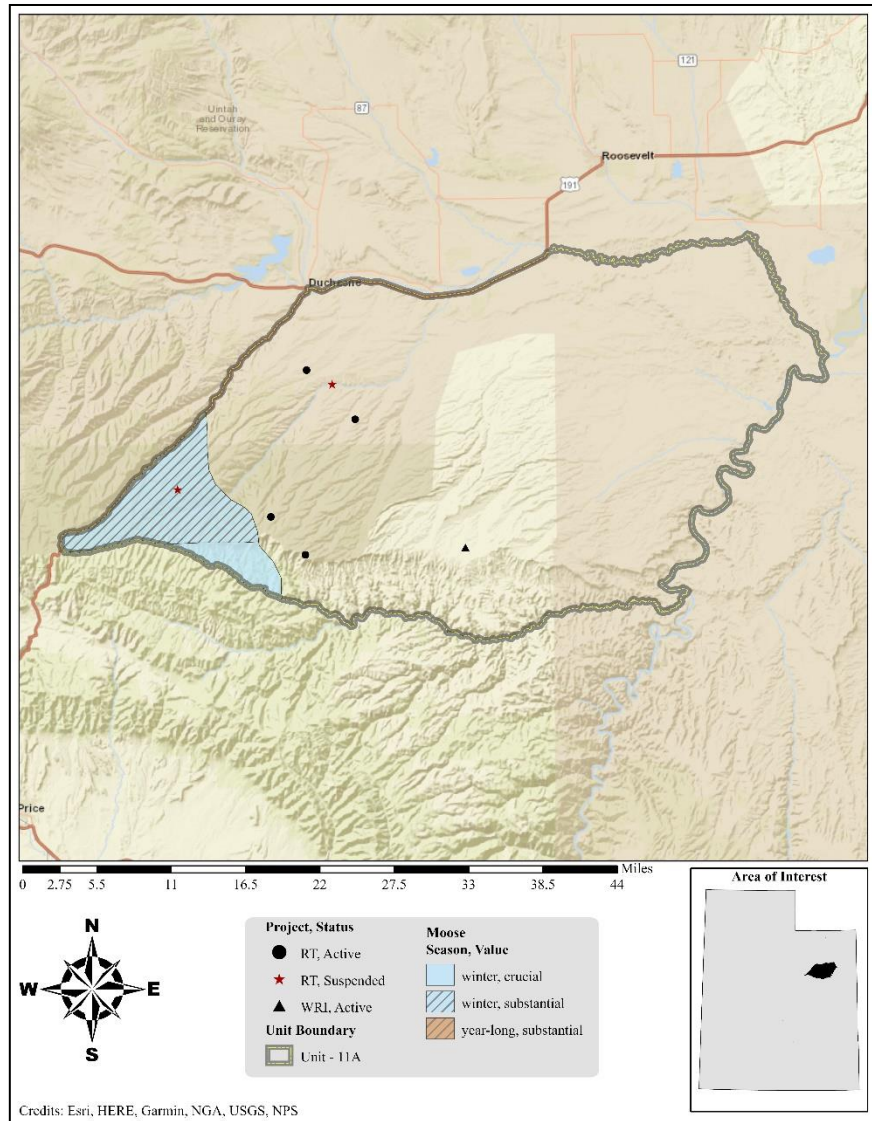 121
Uintah
and Ouray
Reservation
87
Roosevelt
191
Duchesne
Price
Miles
0 2.75 5.5 11 16.5 22 27.5 33 38.5 44
N
W E
S
Project, Status
RT, Active
RT, Suspended
WRI, Active
Unit Boundary
Unit - 11A
Moose
Season, Value
winter, crucial
winter, substantial
year-long, substantial
Area of Interest
Credits: Esri, HERE, Garmin, NGA, USGS, NPS